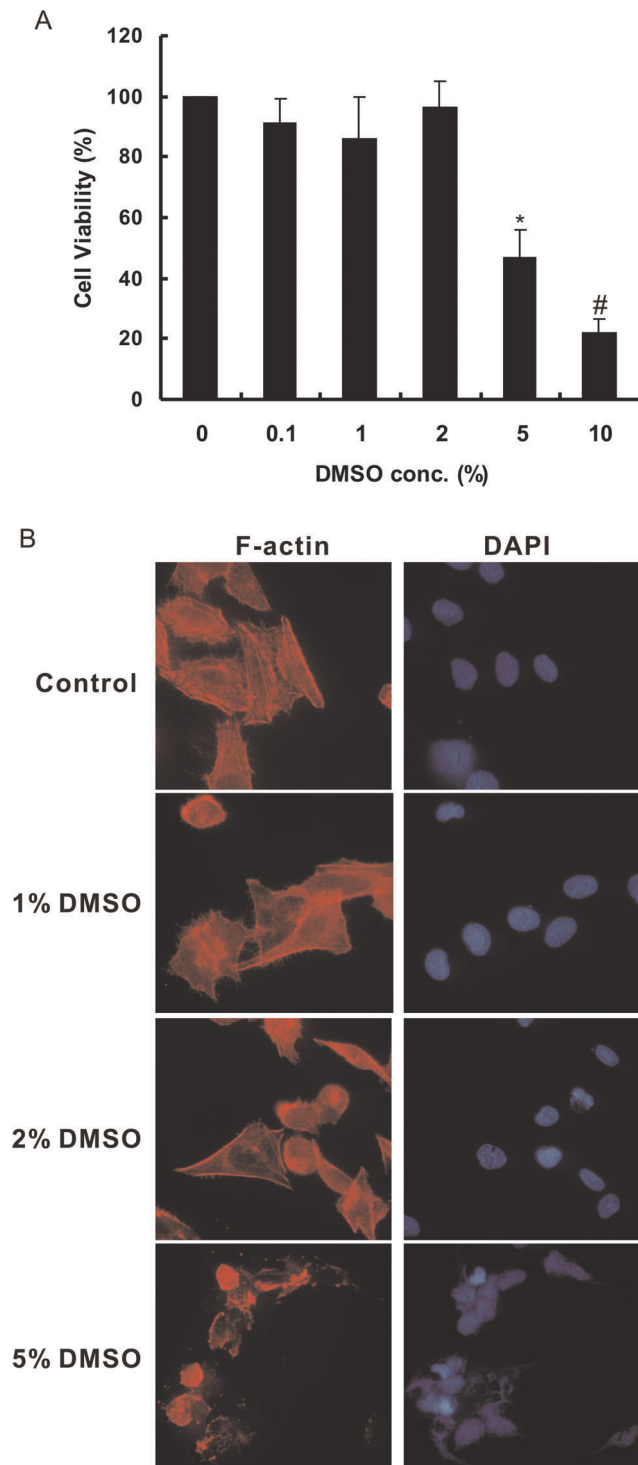 A
Cell Viability (%)
120
100
80
60
40
20
0
*
#
0 0.1 1 2 5 10
DMSO conc. (%)
B
F-actin DAPI
Control
1% DMSO
2% DMSO
5% DMSO